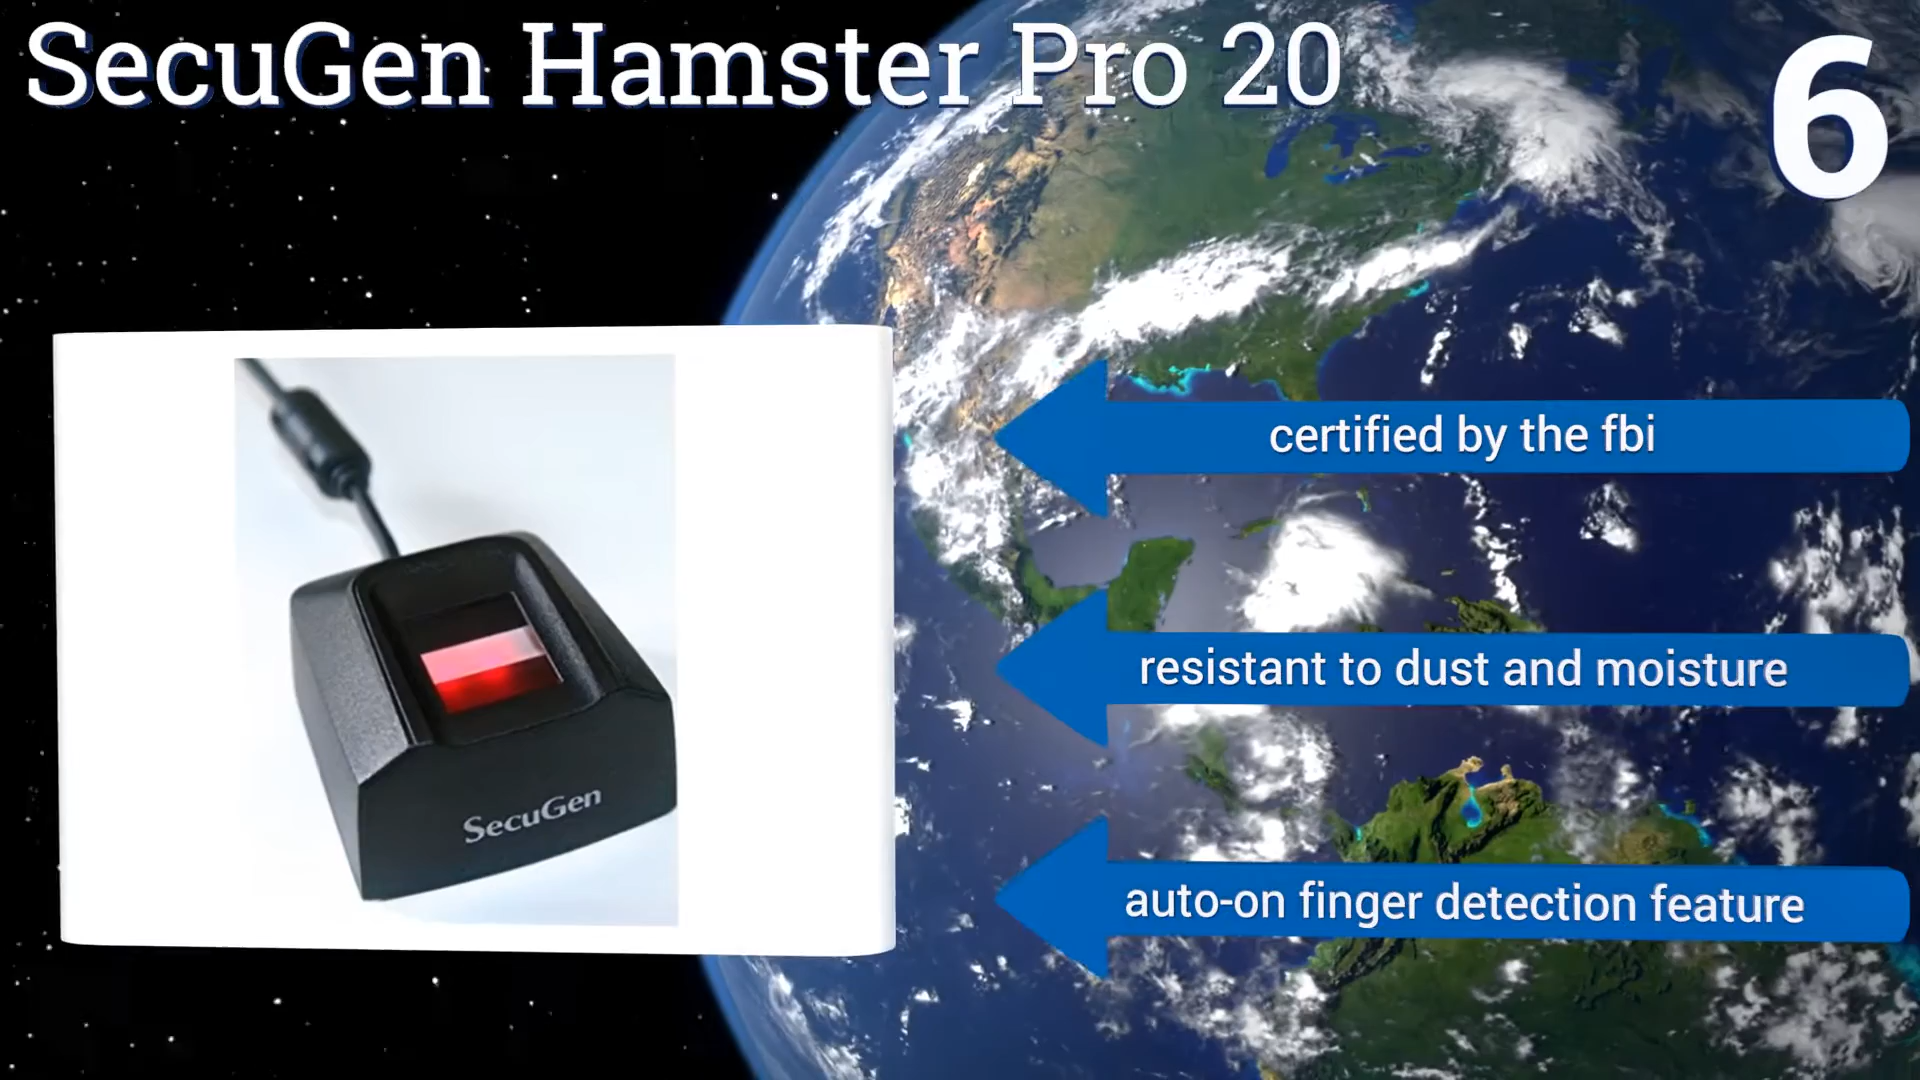 SecuGen Hamster Pro 20
6
certified by the fbi
resistant to dust and moisture
auto-on finger detection feature
SecuGen